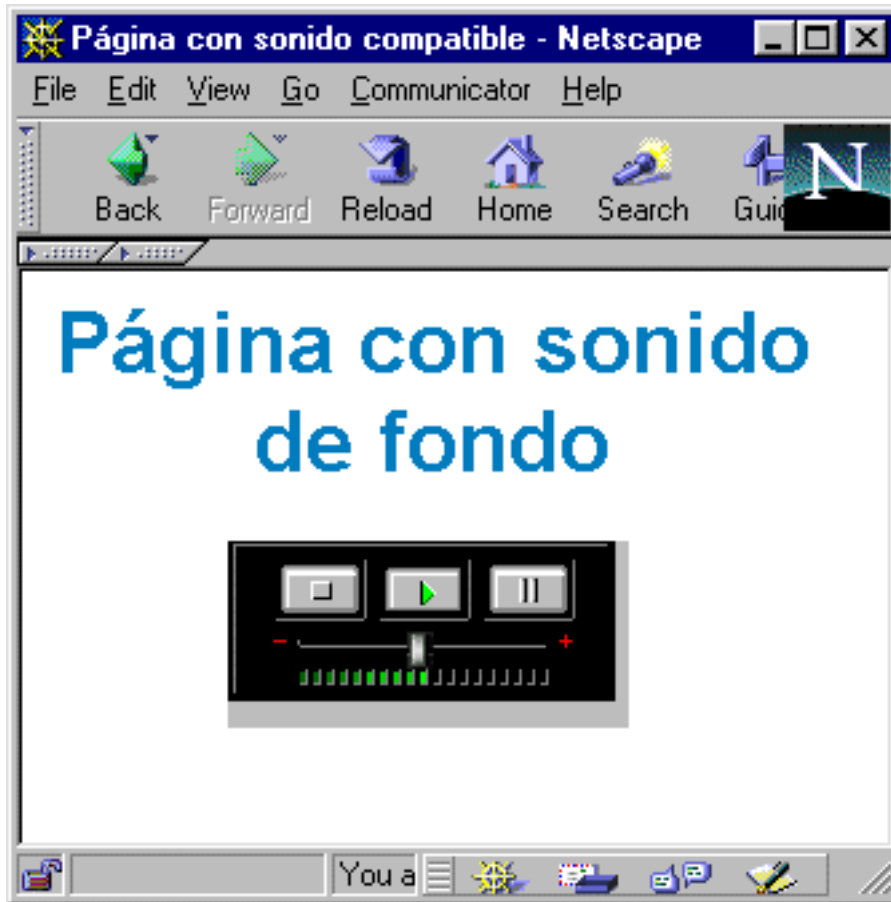 Página con sonido compatible - Netscape
File Edit View Go Communicator Help
Back Forward Reload Home Search Guid
N
Página con sonido
de fondo
- +
You a